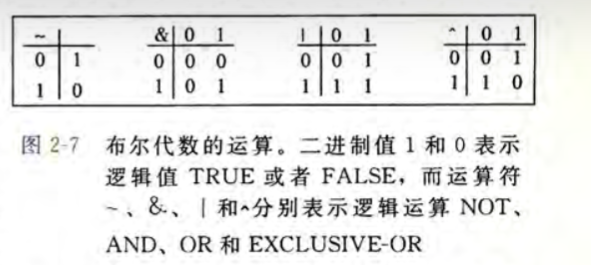 ~ & 0 1 | 0 1 ^ 0 1
0 1 0 0 0 0 0 1 0 0 1
1 0 1 0 1 1 1 1 1 1 0
图 2-7 布尔代数的运算。二进制值 1 和 0 表示
逻辑值 TRUE 或者 FALSE，而运算符
~、&、| 和^分别表示逻辑运算 NOT、
AND、OR 和 EXCLUSIVE-OR